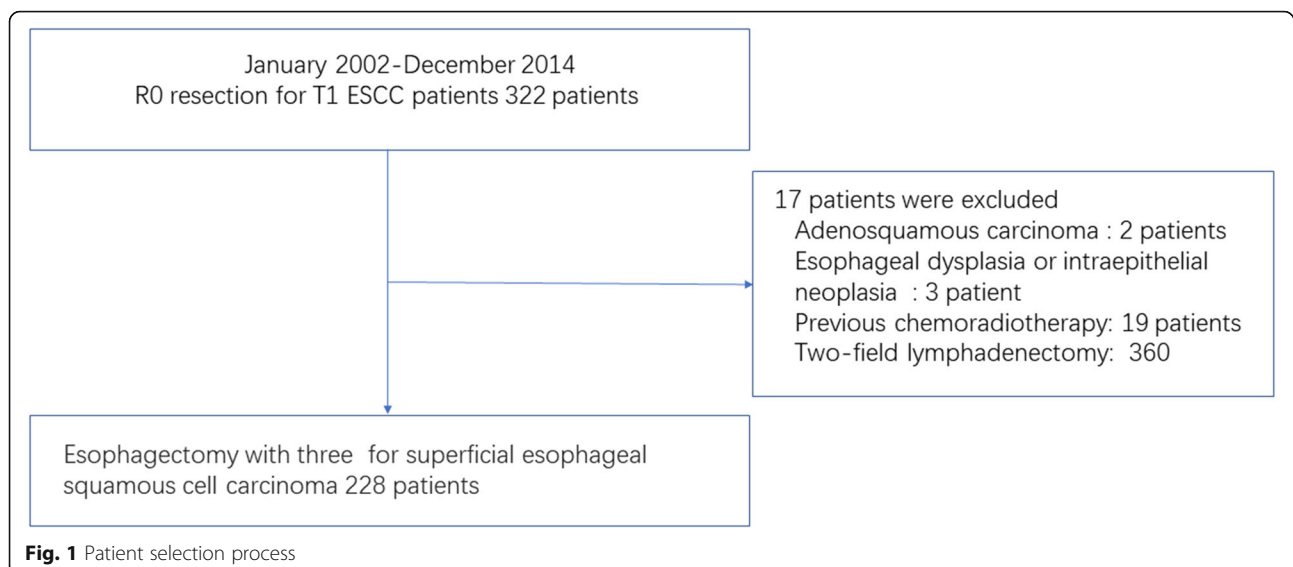 January 2002-December 2014
R0 resection for T1 ESCC patients 322 patients
17 patients were excluded
Adenosquamous carcinoma : 2 patients
Esophageal dysplasia or intraepithelial
neoplasia : 3 patient
Previous chemoradiotherapy: 19 patients
Two-field lymphadenectomy: 360
Esophagectomy with three for superficial esophageal
squamous cell carcinoma 228 patients
Fig. 1 Patient selection process